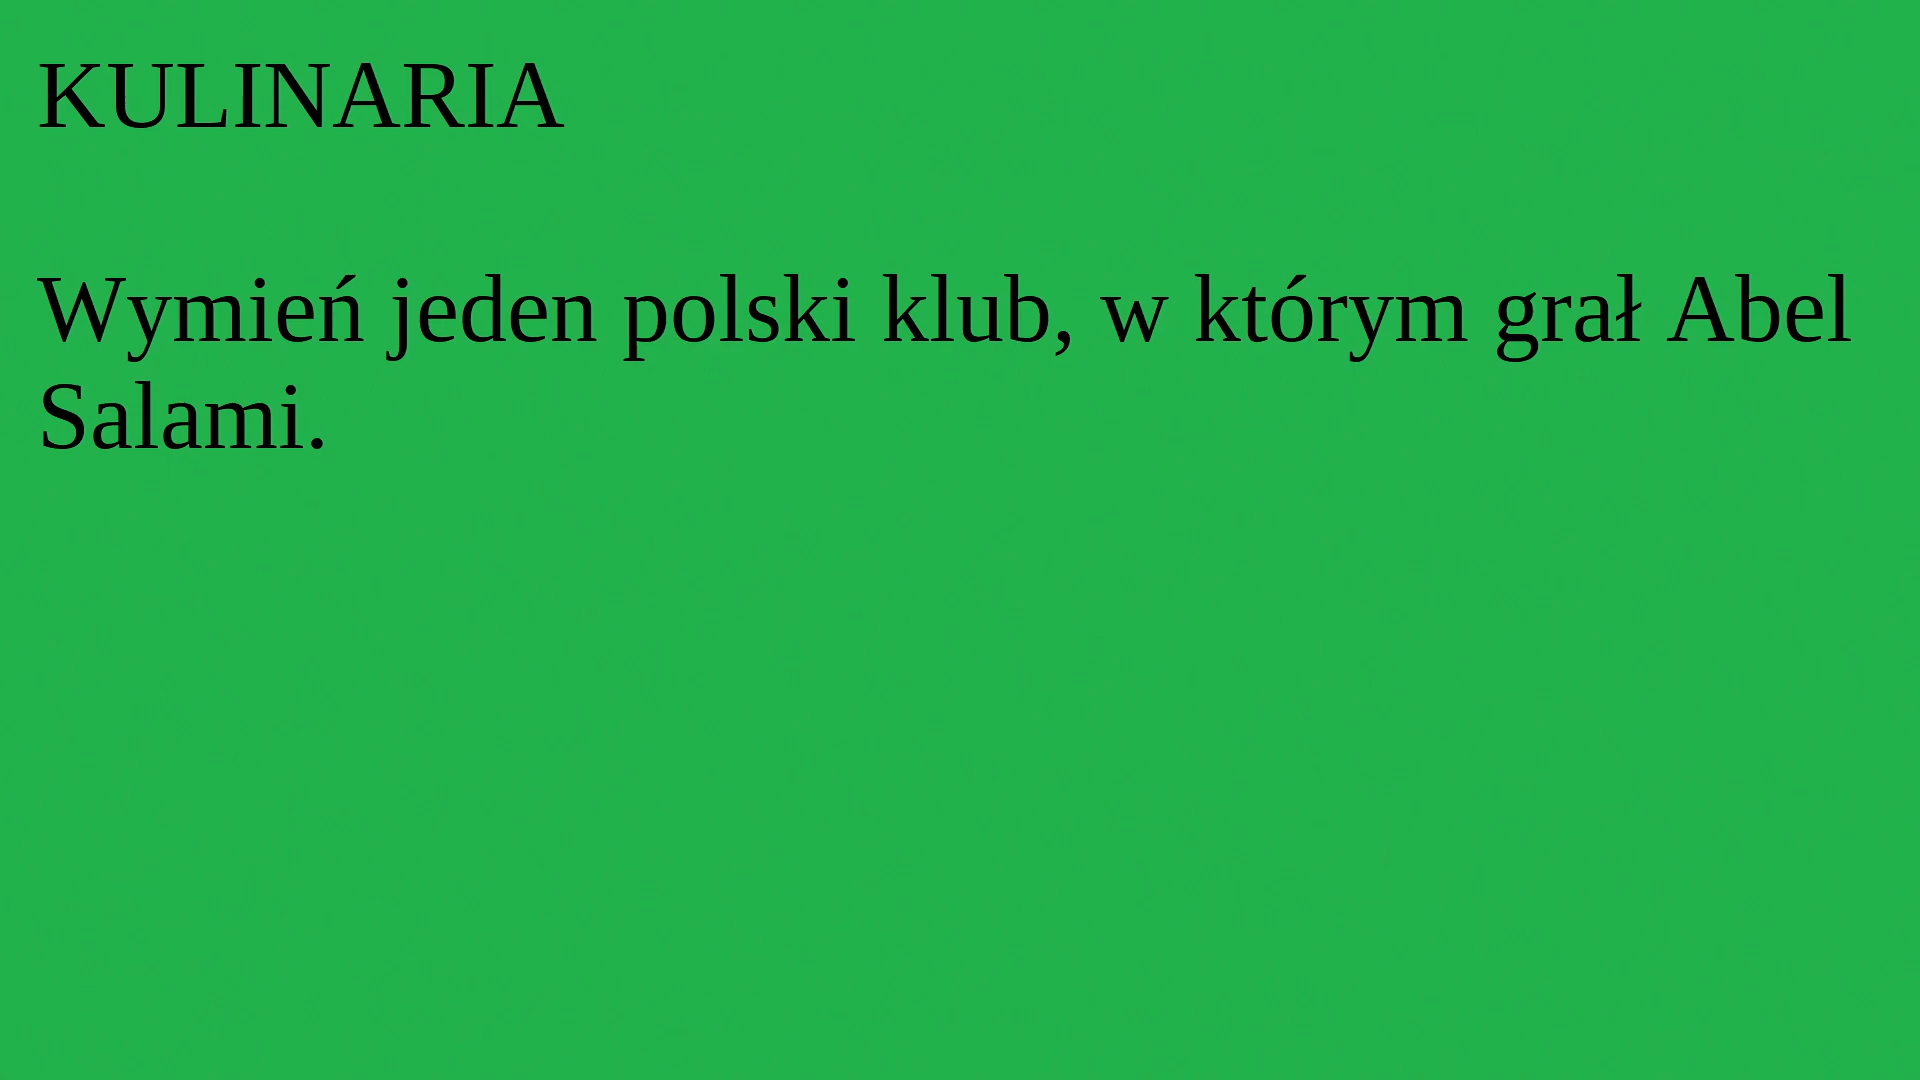 KULINARIA
Wymień jeden polski klub, w którym grał Abel
Salami.